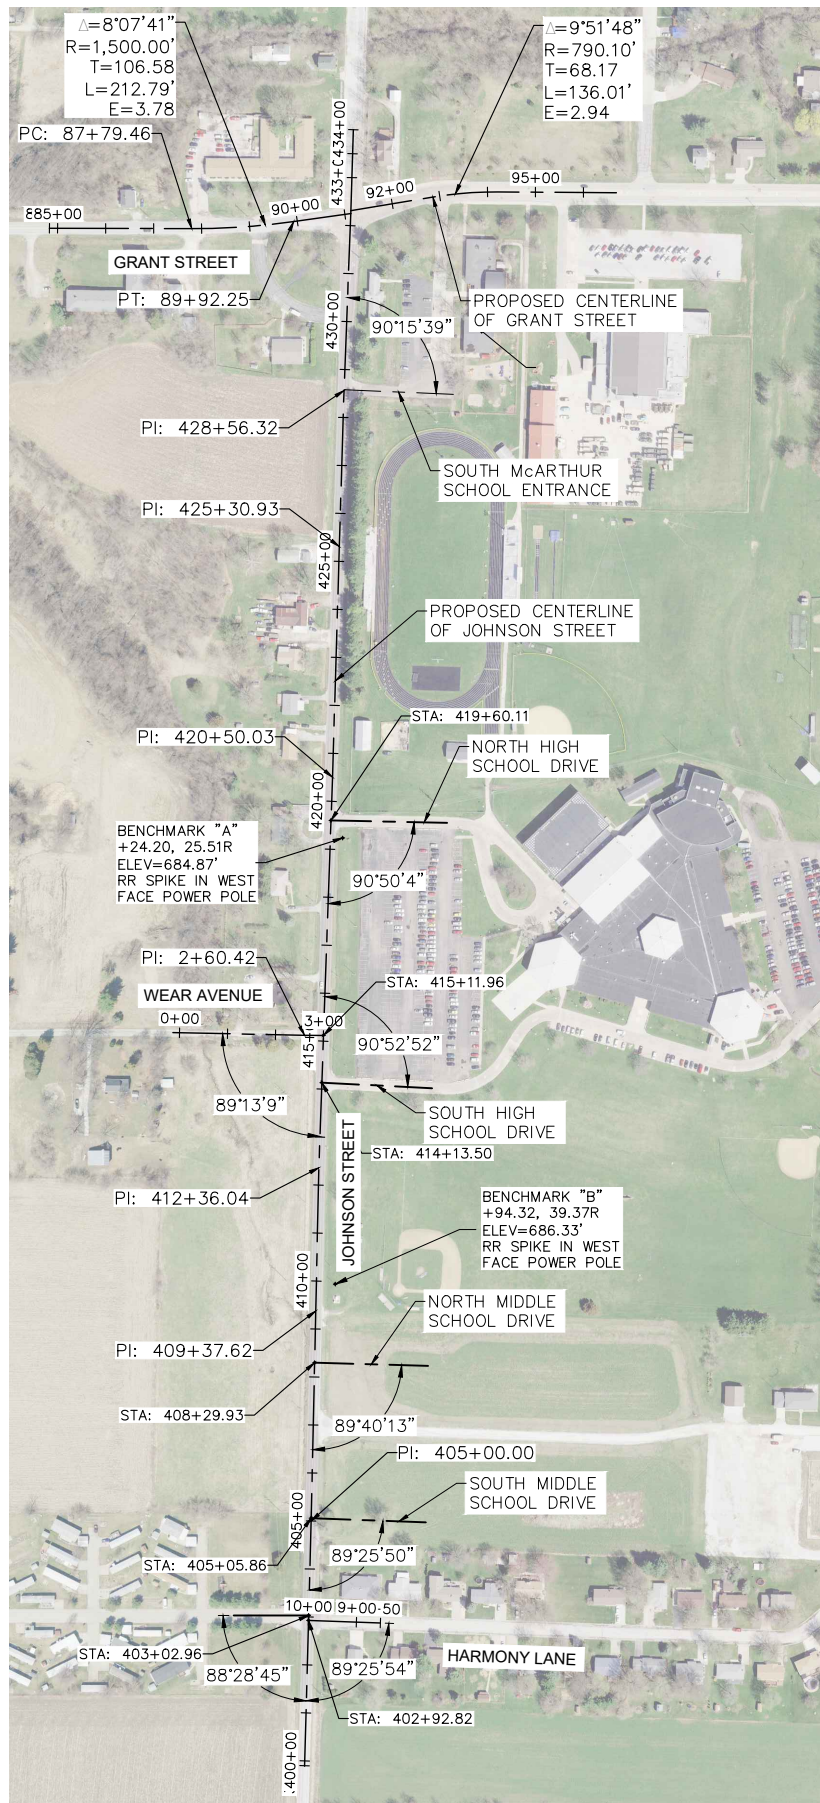 Δ=8°07'41"
R=1,500.00'
T=106.58
L=212.79'
E=3.78
Δ=9°51'48"
R=790.10'
T=68.17
L=136.01'
E=2.94
PC: 87+79.46
434+00
95+00
92+00
90+00
885+00
GRANT STREET
PT: 89+92.25
PROPOSED CENTERLINE
OF GRANT STREET
430+00
90°15'39"
PI: 428+56.32
SOUTH McARTHUR
SCHOOL ENTRANCE
PI: 425+30.93
425+00
PROPOSED CENTERLINE
OF JOHNSON STREET
STA: 419+60.11
PI: 420+50.03
NORTH HIGH
SCHOOL DRIVE
420+00
BENCHMARK "A"
+24.20, 25.51R
ELEV=684.87'
RR SPIKE IN WEST
FACE POWER POLE
90°50'4"
PI: 2+60.42
STA: 415+11.96
WEAR AVENUE
0+00
3+00
415+
90°52'52"
89°13'9"
SOUTH HIGH
SCHOOL DRIVE
STA: 414+13.50
JOHNSON STREET
PI: 412+36.04
BENCHMARK "B"
+94.32, 39.37R
ELEV=686.33'
RR SPIKE IN WEST
FACE POWER POLE
410+00
NORTH MIDDLE
SCHOOL DRIVE
PI: 409+37.62
STA: 408+29.93
89°40'13"
PI: 405+00.00
SOUTH MIDDLE
SCHOOL DRIVE
405+00
89°25'50"
STA: 405+05.86
10+00
9+00
-50
STA: 403+02.96
HARMONY LANE
88°28'45"
89°25'54"
STA: 402+92.82
400+00